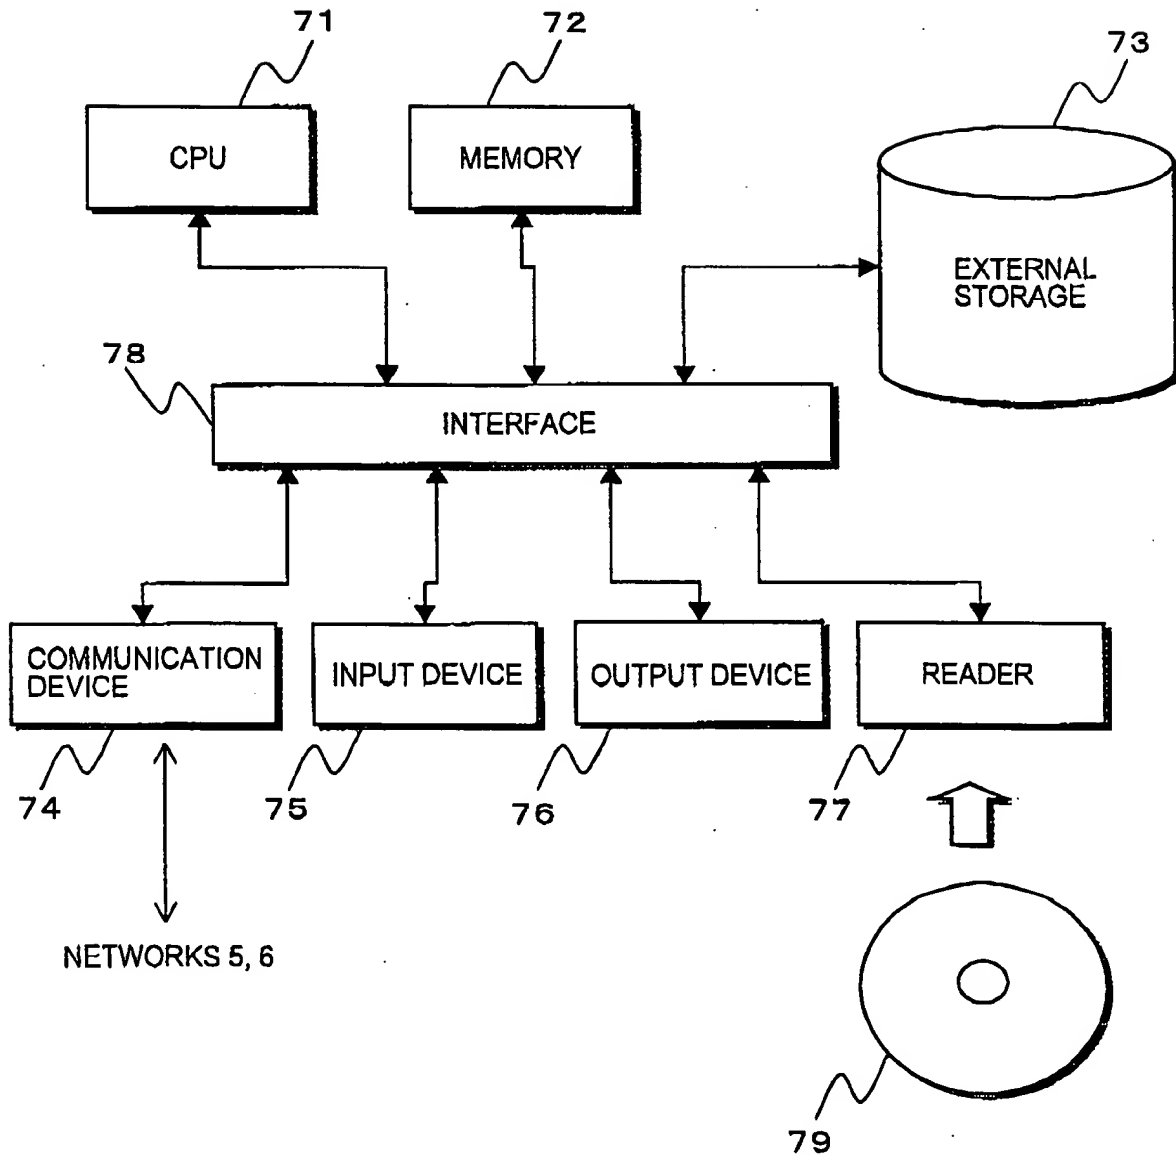 71
72
73
CPU
MEMORY
EXTERNAL
STORAGE
78
INTERFACE
COMMUNICATION
DEVICE
INPUT DEVICE
OUTPUT DEVICE
READER
74
75
76
77
NETWORKS 5, 6
79